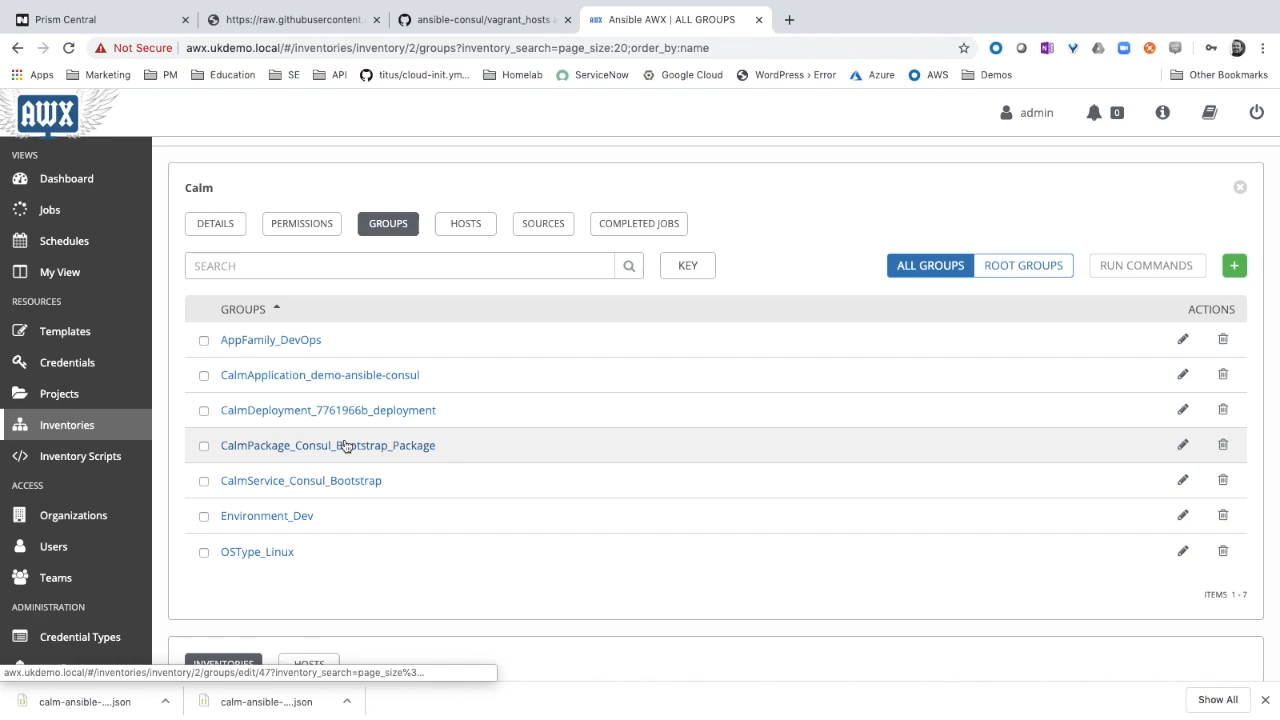 Prism Central
https://raw.githubusercontent.
ansible-consul/vagrant_hosts a
AWX
Ansible AWX | ALL GROUPS
Not Secure
awx.ukdemo.local/#/inventories/inventory/2/groups?inventory_search=page_size:20;order_by:name
Apps
Marketing
PM
Education
SE
API
titus/cloud-init.ym...
Homelab
ServiceNow
Google Cloud
WordPress › Error
Azure
AWS
Demos
Other Bookmarks
AWX
admin
0
VIEWS
Dashboard
Jobs
Schedules
My View
RESOURCES
Templates
Credentials
Projects
Inventories
Inventory Scripts
ACCESS
Organizations
Users
Teams
ADMINISTRATION
Credential Types
Calm
DETAILS
PERMISSIONS
GROUPS
HOSTS
SOURCES
COMPLETED JOBS
SEARCH
KEY
ALL GROUPS
ROOT GROUPS
RUN COMMANDS
+
GROUPS
ACTIONS
AppFamily_DevOps
CalmApplication_demo-ansible-consul
CalmDeployment_7761966b_deployment
CalmPackage_Consul_Bootstrap_Package
CalmService_Consul_Bootstrap
Environment_Dev
OSType_Linux
ITEMS 1 - 7
INVENTORIES
HOSTS
awx.ukdemo.local/#/inventories/inventory/2/groups/edit/47?inventory_search=page_size%3...
calm-ansible-....json
calm-ansible-....json
Show All